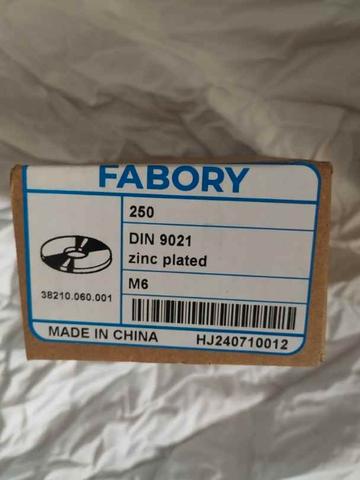 FABORY
250
DIN 9021
zinc plated
M6
38210.060.001
MADE IN CHINA HJ240710012